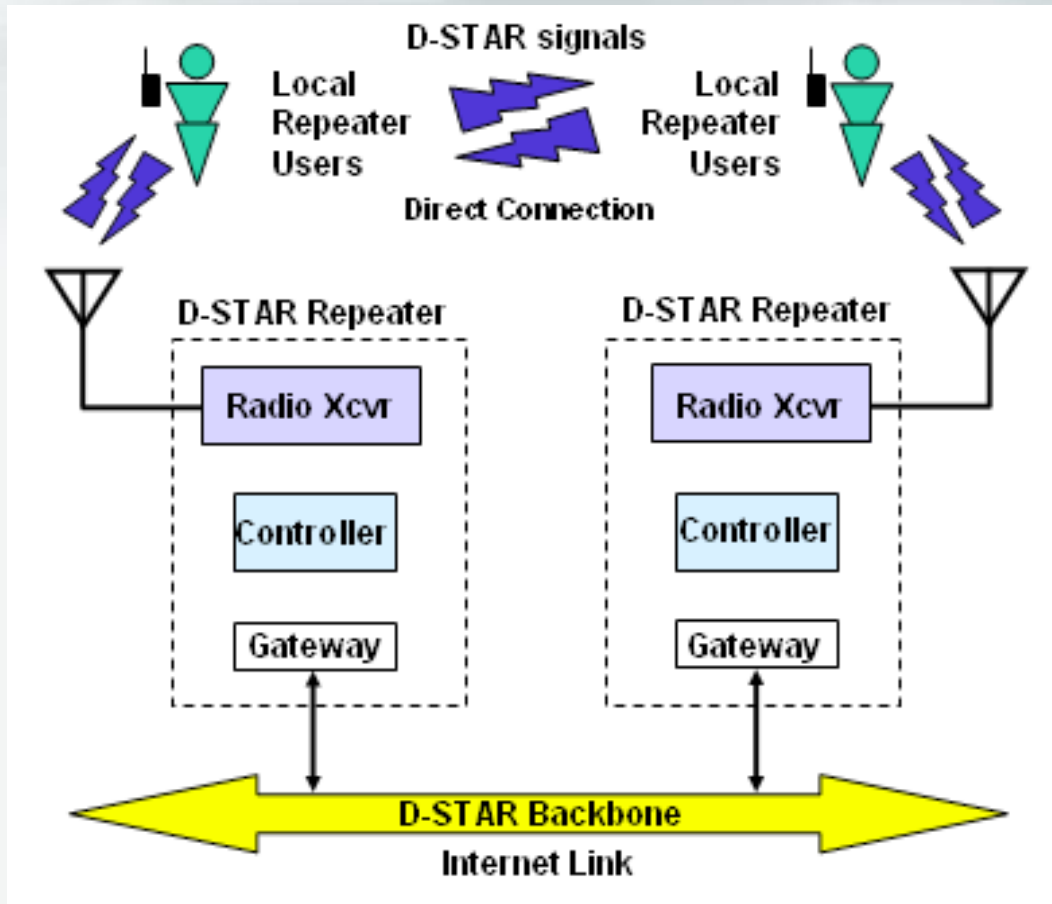 D-STAR signals
Local
Repeater
Users
Local
Repeater
Users
Direct Connection
D-STAR Repeater
D-STAR Repeater
Radio Xcvr
Radio Xcvr
Controller
Controller
Gateway
Gateway
D-STAR Backbone
Internet Link